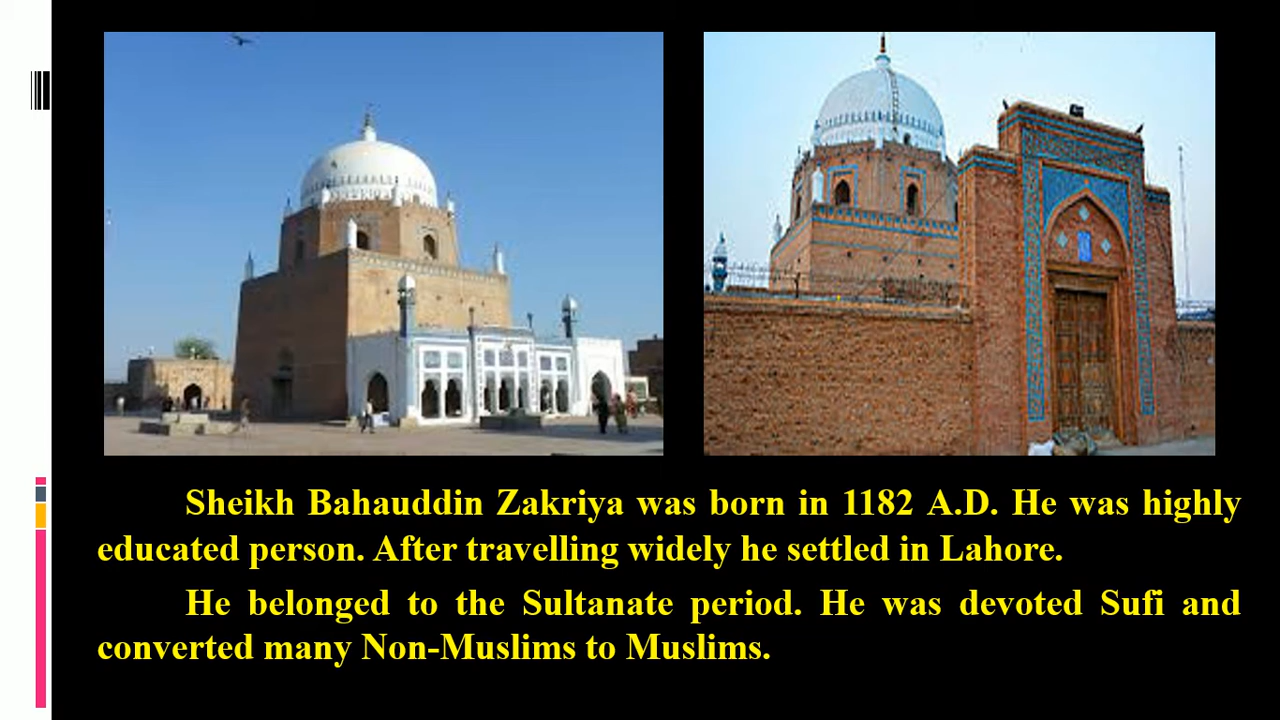 Sheikh Bahauddin Zakriya was born in 1182 A.D. He was highly
educated person. After travelling widely he settled in Lahore.
He belonged to the Sultanate period. He was devoted Sufi and
converted many Non-Muslims to Muslims.